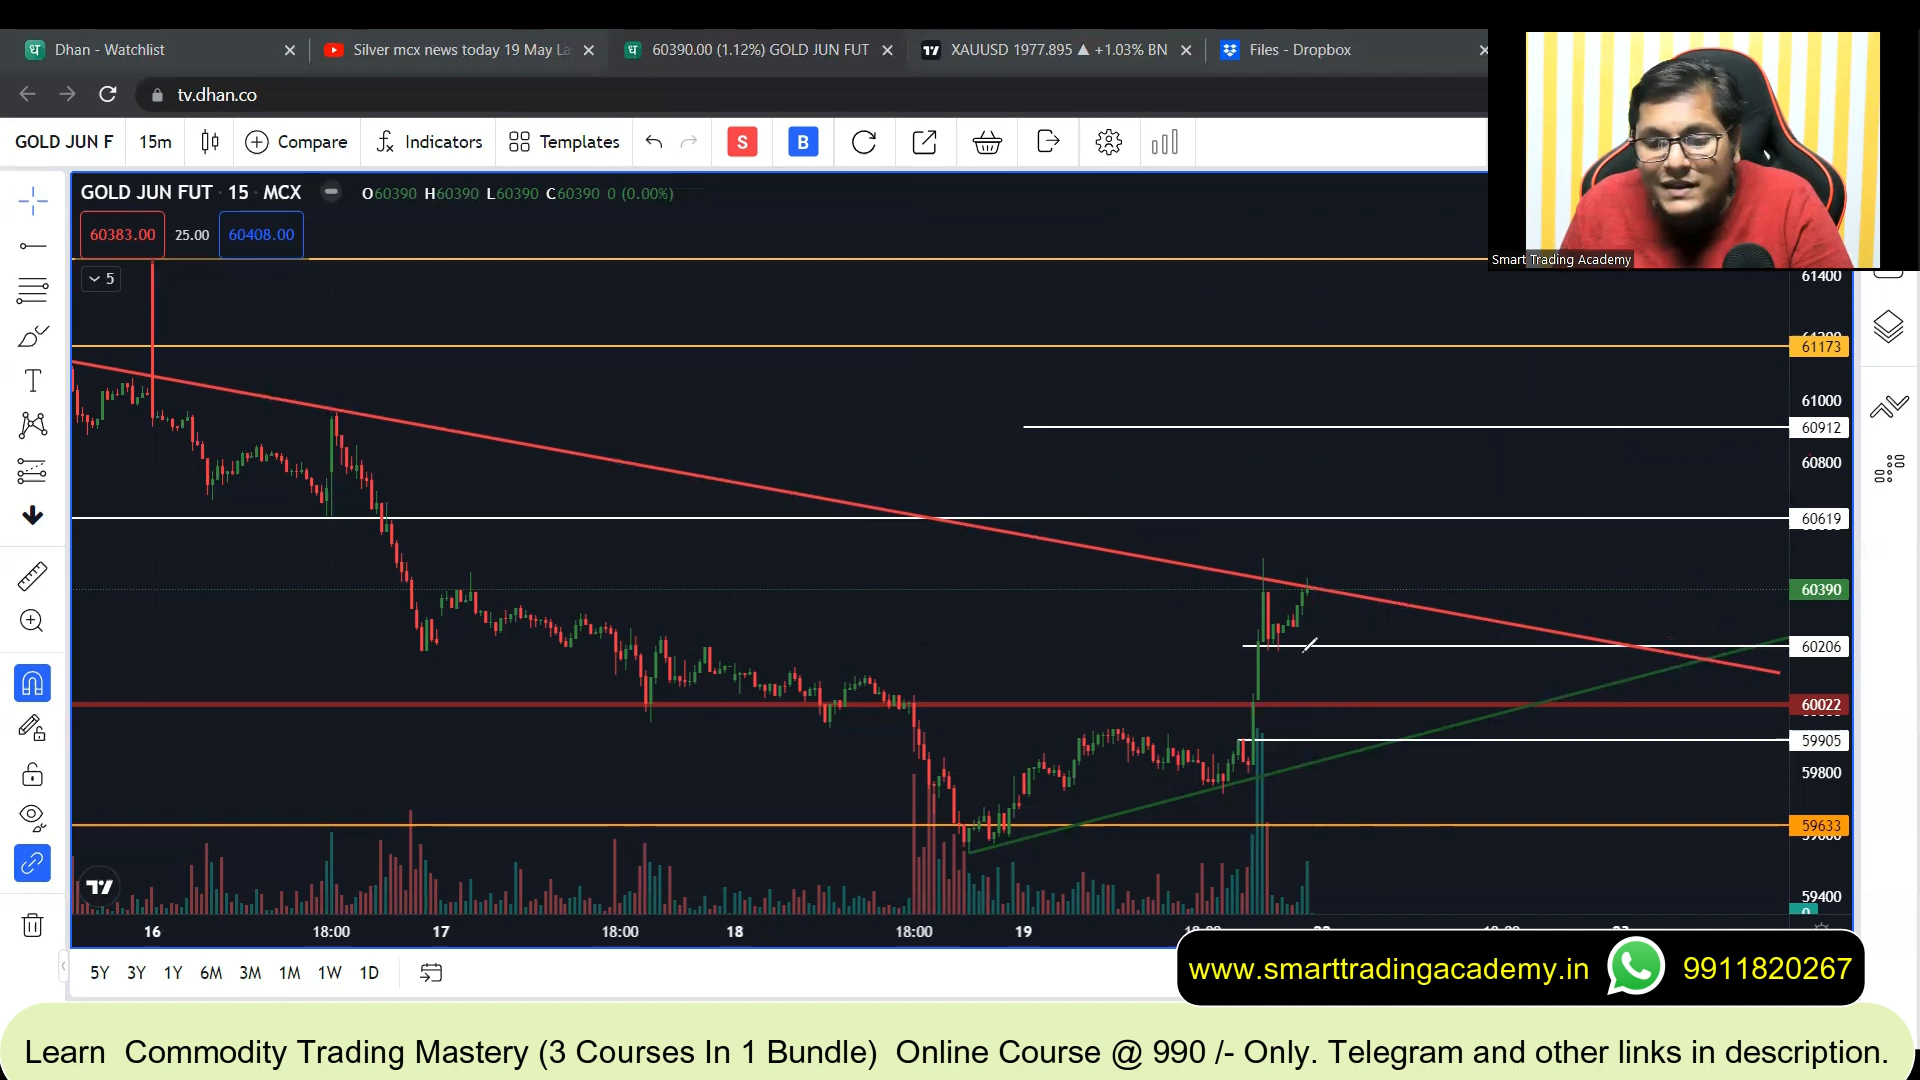 Dhan - Watchlist
Silver mcx news today 19 May La
60390.00 (1.12%) GOLD JUN FUT
XAUUSD 1977.895 ▲ +1.03% BN
Files - Dropbox
tv.dhan.co
GOLD JUN F
15m
Compare
Indicators
Templates
S
B
GOLD JUN FUT · 15 · MCX
O60390 H60390 L60390 C60390 0 (0.00%)
60383.00
25.00
60408.00
5
Smart Trading Academy
61400
61173
61000
60912
60800
60619
60390
60206
60022
59905
59800
59633
59400
0
16
18:00
17
18:00
18
18:00
19
5Y 3Y 1Y 6M 3M 1M 1W 1D
www.smarttradingacademy.in
9911820267
Learn Commodity Trading Mastery (3 Courses In 1 Bundle) Online Course @ 990 /- Only. Telegram and other links in description.